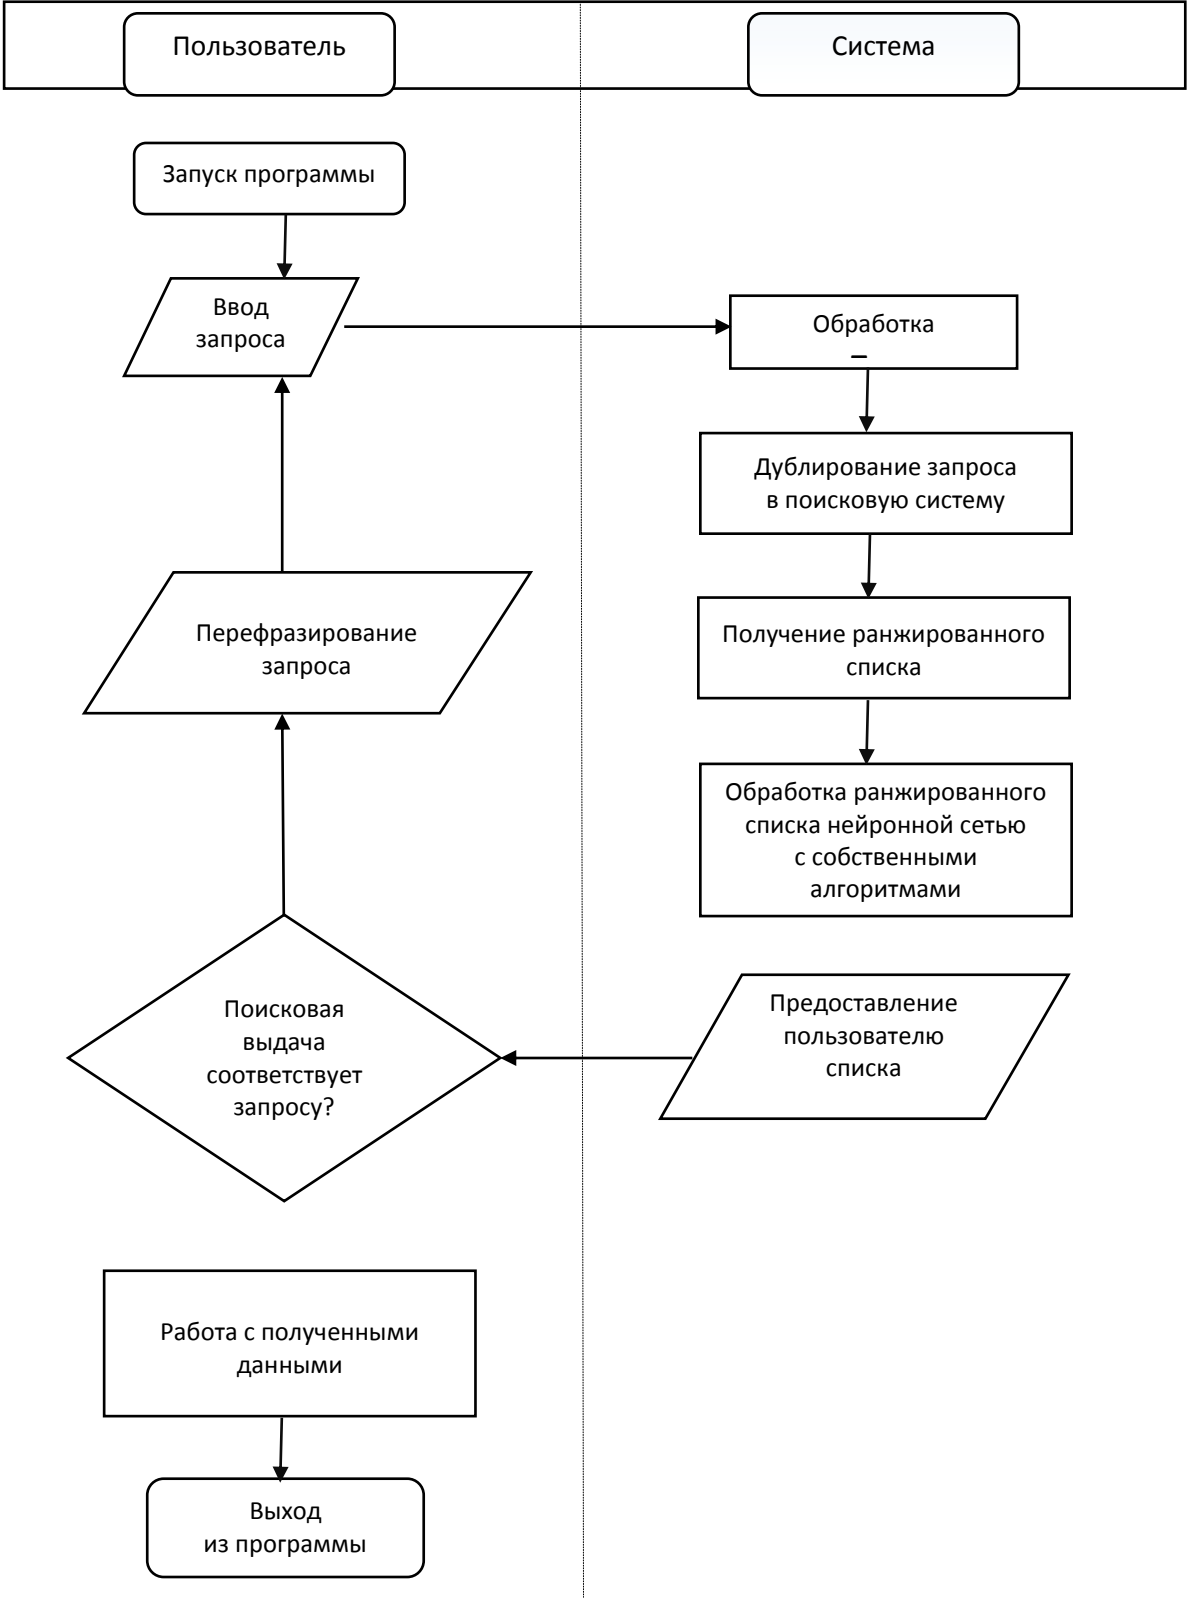 Пользователь
Система
Запуск программы
Ввод
запроса
Обработка
Дублирование запроса
в поисковую систему
Перефразирование
запроса
Получение ранжированного
списка
Обработка ранжированного
списка нейронной сетью
с собственными
алгоритмами
Поисковая
выдача
соответствует
запросу?
Предоставление
пользователю
списка
Работа с полученными
данными
Выход
из программы